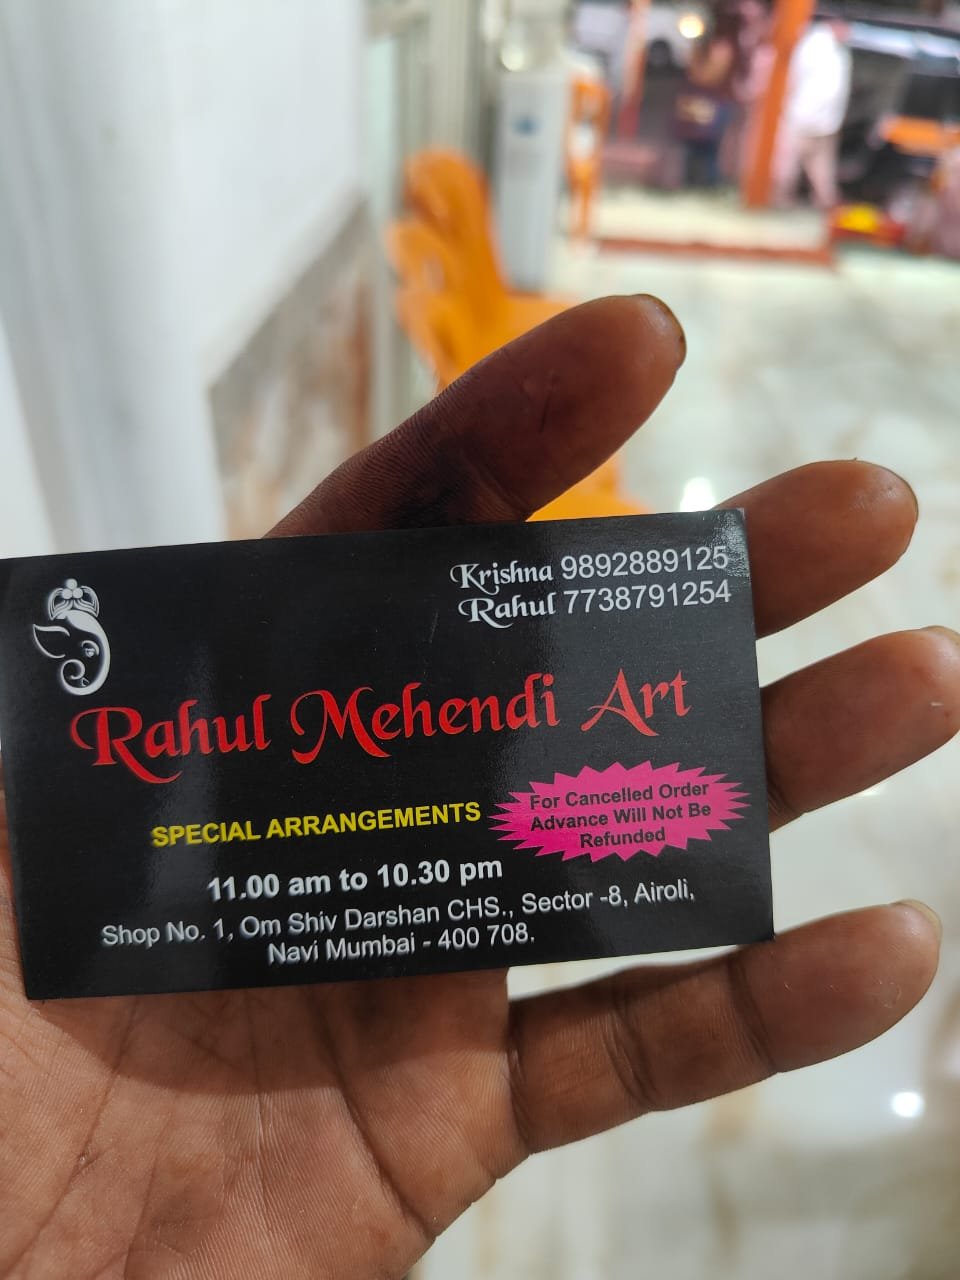 Krishna 9892889125
Rahul 7738791254
Rahul Mehendi Art
SPECIAL ARRANGEMENTS
For Cancelled Order
Advance Will Not Be
Refunded
11.00 am to 10.30 pm
Shop No. 1, Om Shiv Darshan CHS., Sector -8, Airoli,
Navi Mumbai - 400 708.